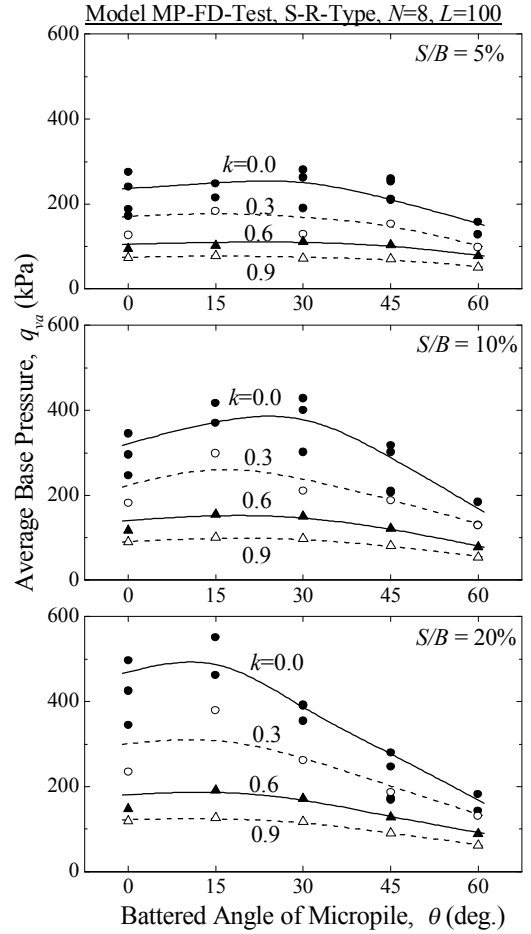 Model MP-FD-Test, S-R-Type, N=8, L=100
600
S/B = 5%
400
k=0.0
200
0.3
0.6
0
0.9
0 15 30 45 60
600
S/B = 10%
k=0.0
400
0.3
200
0.6
0
0.9
0 15 30 45 60
600
S/B = 20%
k=0.0
400
0.3
200
0.6
0
0.9
0 15 30 45 60
Average Base Pressure, qva (kPa)
Battered Angle of Micropile, θ (deg.)